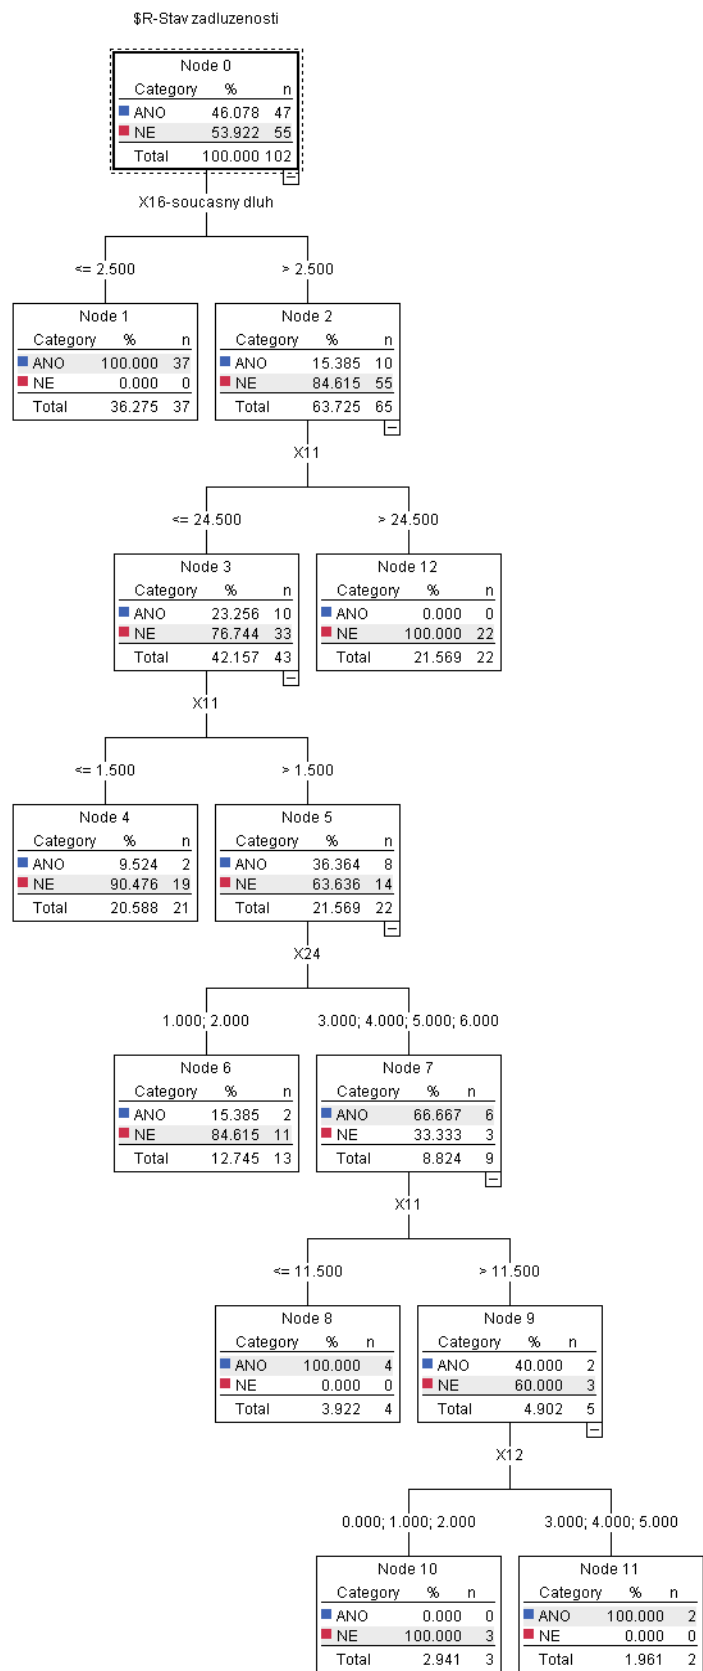 $R-Stav zadluzenosti
Node 0
Category % n
ANO 46.078 47
NE 53.922 55
Total 100.000 102
X16-soucasny dluh
<= 2.500
> 2.500
Node 1
Category % n
ANO 100.000 37
NE 0.000 0
Total 36.275 37
Node 2
Category % n
ANO 15.385 10
NE 84.615 55
Total 63.725 65
X11
<= 24.500
> 24.500
Node 3
Category % n
ANO 23.256 10
NE 76.744 33
Total 42.157 43
Node 12
Category % n
ANO 0.000 0
NE 100.000 22
Total 21.569 22
X11
<= 1.500
> 1.500
Node 4
Category % n
ANO 9.524 2
NE 90.476 19
Total 20.588 21
Node 5
Category % n
ANO 36.364 8
NE 63.636 14
Total 21.569 22
X24
1.000; 2.000
3.000; 4.000; 5.000; 6.000
Node 6
Category % n
ANO 15.385 2
NE 84.615 11
Total 12.745 13
Node 7
Category % n
ANO 66.667 6
NE 33.333 3
Total 8.824 9
X11
<= 11.500
> 11.500
Node 8
Category % n
ANO 100.000 4
NE 0.000 0
Total 3.922 4
Node 9
Category % n
ANO 40.000 2
NE 60.000 3
Total 4.902 5
X12
0.000; 1.000; 2.000
3.000; 4.000; 5.000
Node 10
Category % n
ANO 0.000 0
NE 100.000 3
Total 2.941 3
Node 11
Category % n
ANO 100.000 2
NE 0.000 0
Total 1.961 2